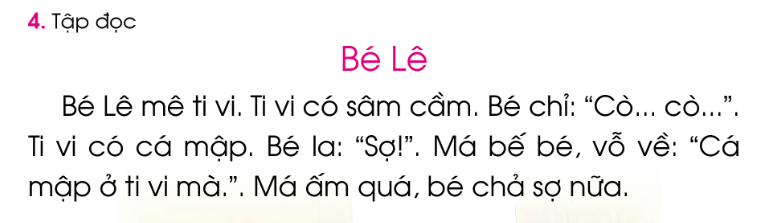 4. Tập đọc
Bé Lê
Bé Lê mê ti vi. Ti vi có sâm cầm. Bé chỉ: “Cò... cò...”.
Ti vi có cá mập. Bé la: “Sợ!”. Má bế bé, vỗ về: “Cá
mập ở ti vi mà.”. Má ấm quá, bé chả sợ nữa.